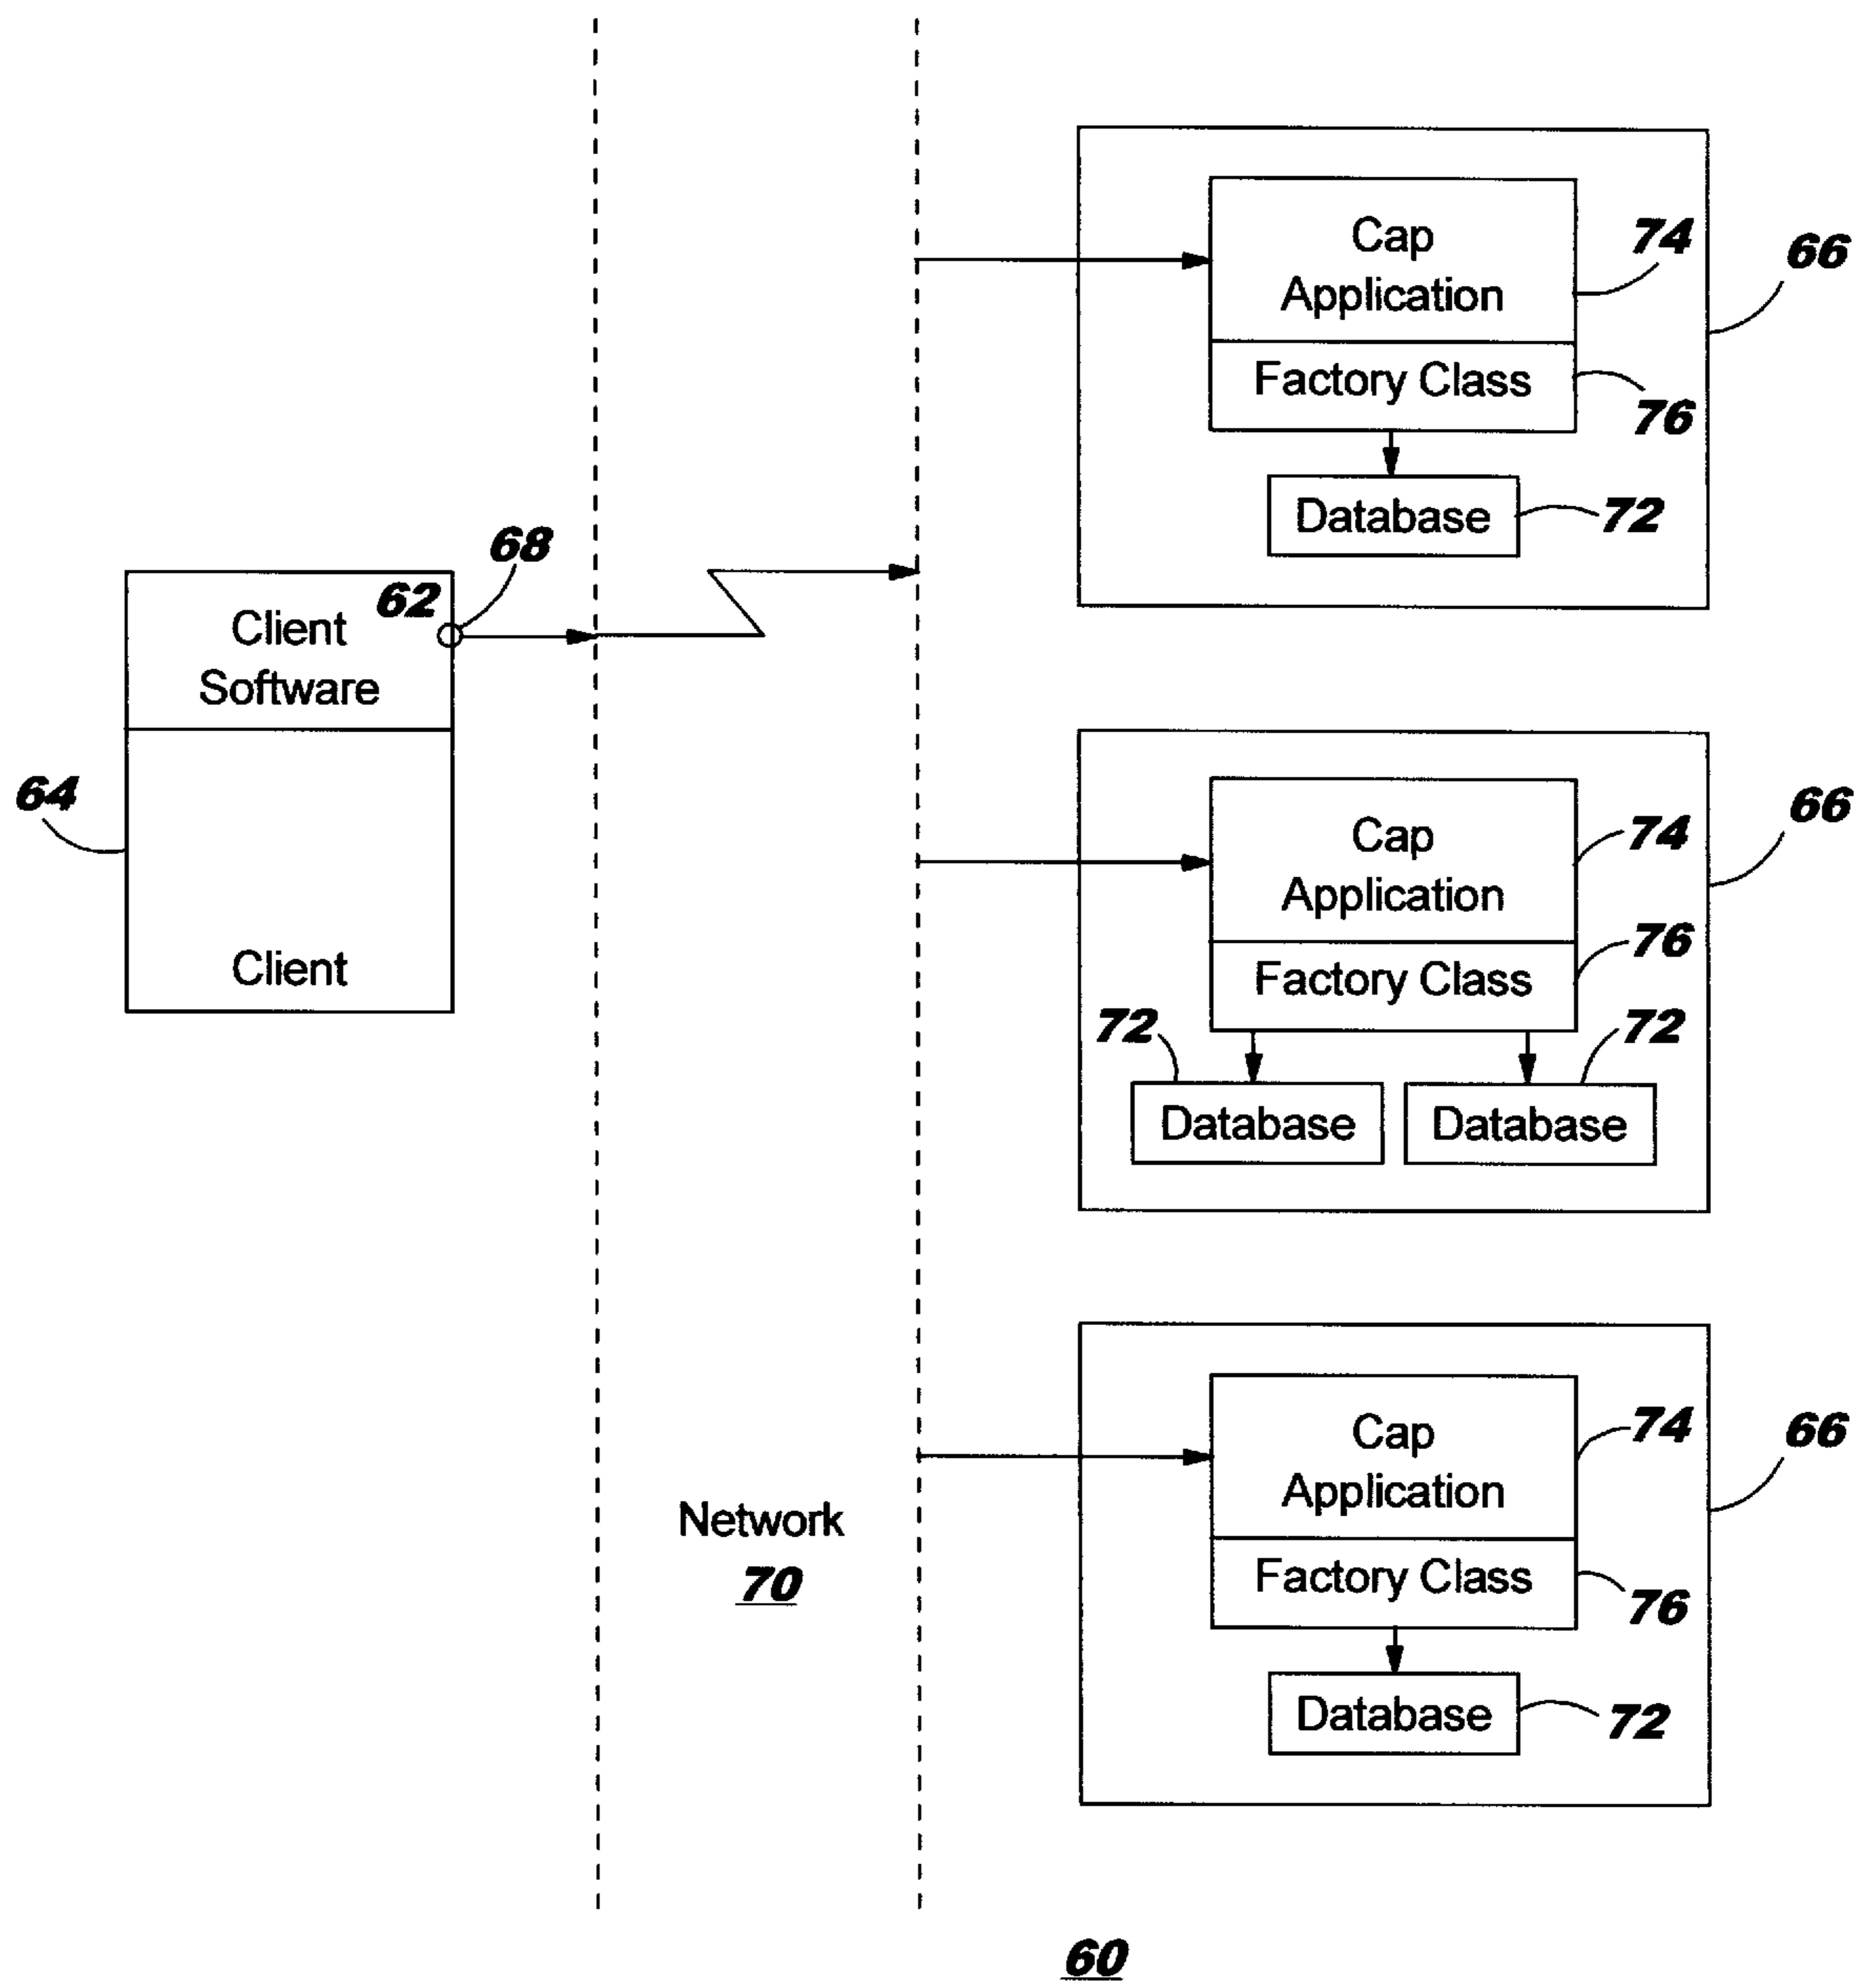 62
68
Client
Software
64
Client
Network
70
Cap
Application
74
66
Factory Class
76
Database
72
Cap
Application
74
66
Factory Class
76
72
72
Database
Database
Cap
Application
74
66
Factory Class
76
Database
72
60